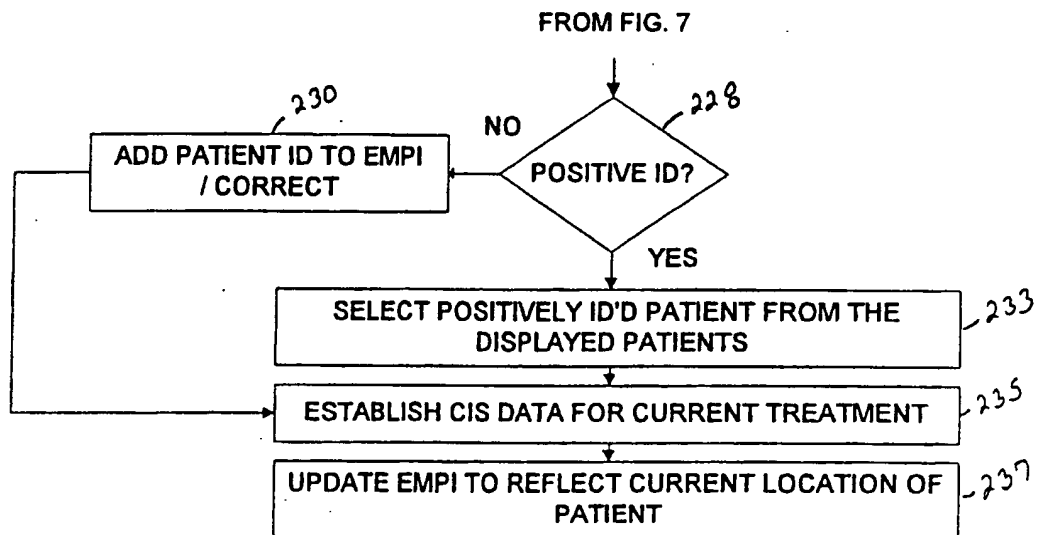 FROM FIG. 7
228
230
NO
ADD PATIENT ID TO EMPI
/ CORRECT
POSITIVE ID?
YES
SELECT POSITIVELY ID'D PATIENT FROM THE
DISPLAYED PATIENTS
233
ESTABLISH CIS DATA FOR CURRENT TREATMENT
235
UPDATE EMPI TO REFLECT CURRENT LOCATION OF
PATIENT
237